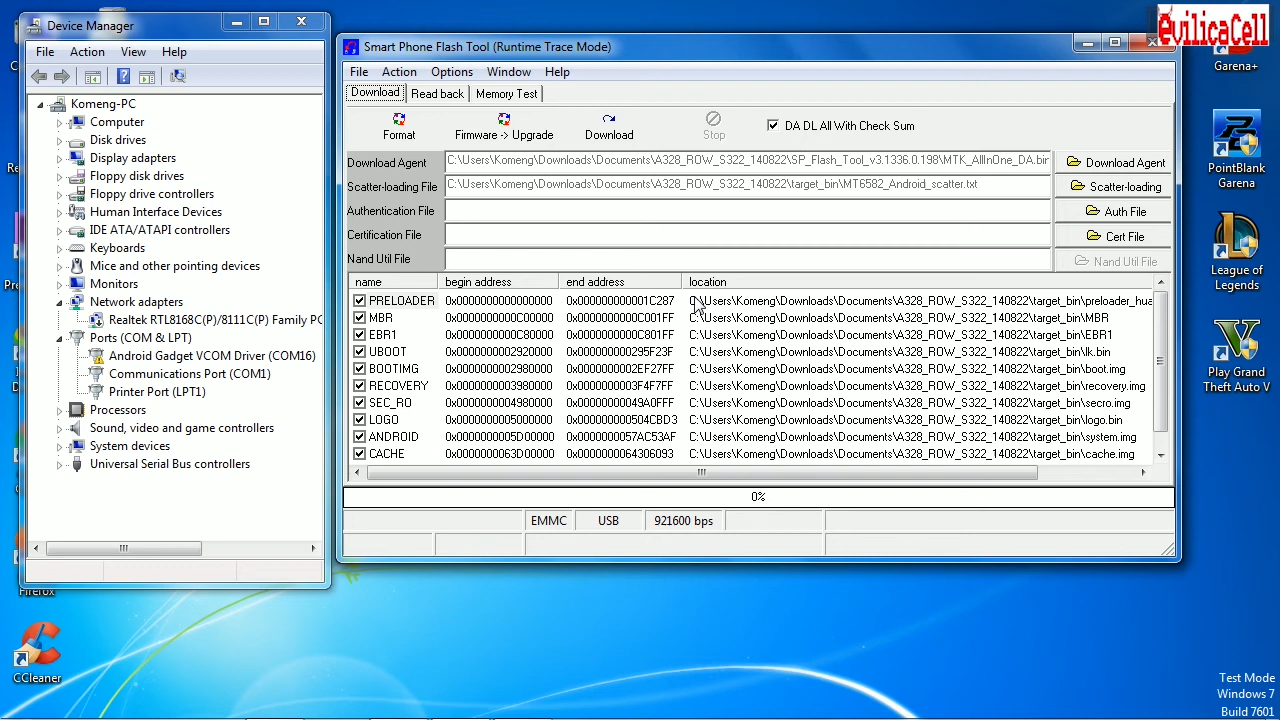 Device Manager
File Action View Help
Komeng-PC
Computer
Disk drives
Display adapters
Floppy disk drives
Floppy drive controllers
Human Interface Devices
IDE ATA/ATAPI controllers
Keyboards
Mice and other pointing devices
Monitors
Network adapters
Realtek RTL8168C(P)/8111C(P) Family PC
Ports (COM & LPT)
Android Gadget VCOM Driver (COM16)
Communications Port (COM1)
Printer Port (LPT1)
Processors
Sound, video and game controllers
System devices
Universal Serial Bus controllers
Smart Phone Flash Tool (Runtime Trace Mode)
File Action Options Window Help
Download Read back Memory Test
Format Firmware -> Upgrade Download Stop DA DL All With Check Sum
Download Agent C:\Users\Komeng\Downloads\Documents\A328_ROW_S322_140822\SP_Flash_Tool_v3.1336.0.198\MTK_AllInOne_DA.bin Download Agent
Scatter-loading File C:\Users\Komeng\Downloads\Documents\A328_ROW_S322_140822\target_bin\MT6582_Android_scatter.txt Scatter-loading
Authentication File Auth File
Certification File Cert File
Nand Util File Nand Util File
name begin address end address location
PRELOADER 0x0000000000000000 0x000000000001C287 C:\Users\Komeng\Downloads\Documents\A328_ROW_S322_140822\target_bin\preloader_hua
MBR 0x0000000000C00000 0x0000000000C001FF C:\Users\Komeng\Downloads\Documents\A328_ROW_S322_140822\target_bin\MBR
EBR1 0x0000000000C80000 0x0000000000C801FF C:\Users\Komeng\Downloads\Documents\A328_ROW_S322_140822\target_bin\EBR1
UBOOT 0x0000000002920000 0x000000000295F23F C:\Users\Komeng\Downloads\Documents\A328_ROW_S322_140822\target_bin\lk.bin
BOOTIMG 0x0000000002980000 0x0000000002EF27FF C:\Users\Komeng\Downloads\Documents\A328_ROW_S322_140822\target_bin\boot.img
RECOVERY 0x0000000003980000 0x0000000003F4F7FF C:\Users\Komeng\Downloads\Documents\A328_ROW_S322_140822\target_bin\recovery.img
SEC_RO 0x0000000004980000 0x00000000049A0FFF C:\Users\Komeng\Downloads\Documents\A328_ROW_S322_140822\target_bin\secro.img
LOGO 0x0000000005000000 0x000000000504CBD3 C:\Users\Komeng\Downloads\Documents\A328_ROW_S322_140822\target_bin\logo.bin
ANDROID 0x0000000006D00000 0x0000000057AC53AF C:\Users\Komeng\Downloads\Documents\A328_ROW_S322_140822\target_bin\system.img
CACHE 0x0000000056D00000 0x0000000064306093 C:\Users\Komeng\Downloads\Documents\A328_ROW_S322_140822\target_bin\cache.img
0%
EMMC USB 921600 bps
Firefox
CCleaner
evilicaCell
Garena+
PointBlank
Garena
League of
Legends
Play Grand
Theft Auto V
Test Mode
Windows 7
Build 7601